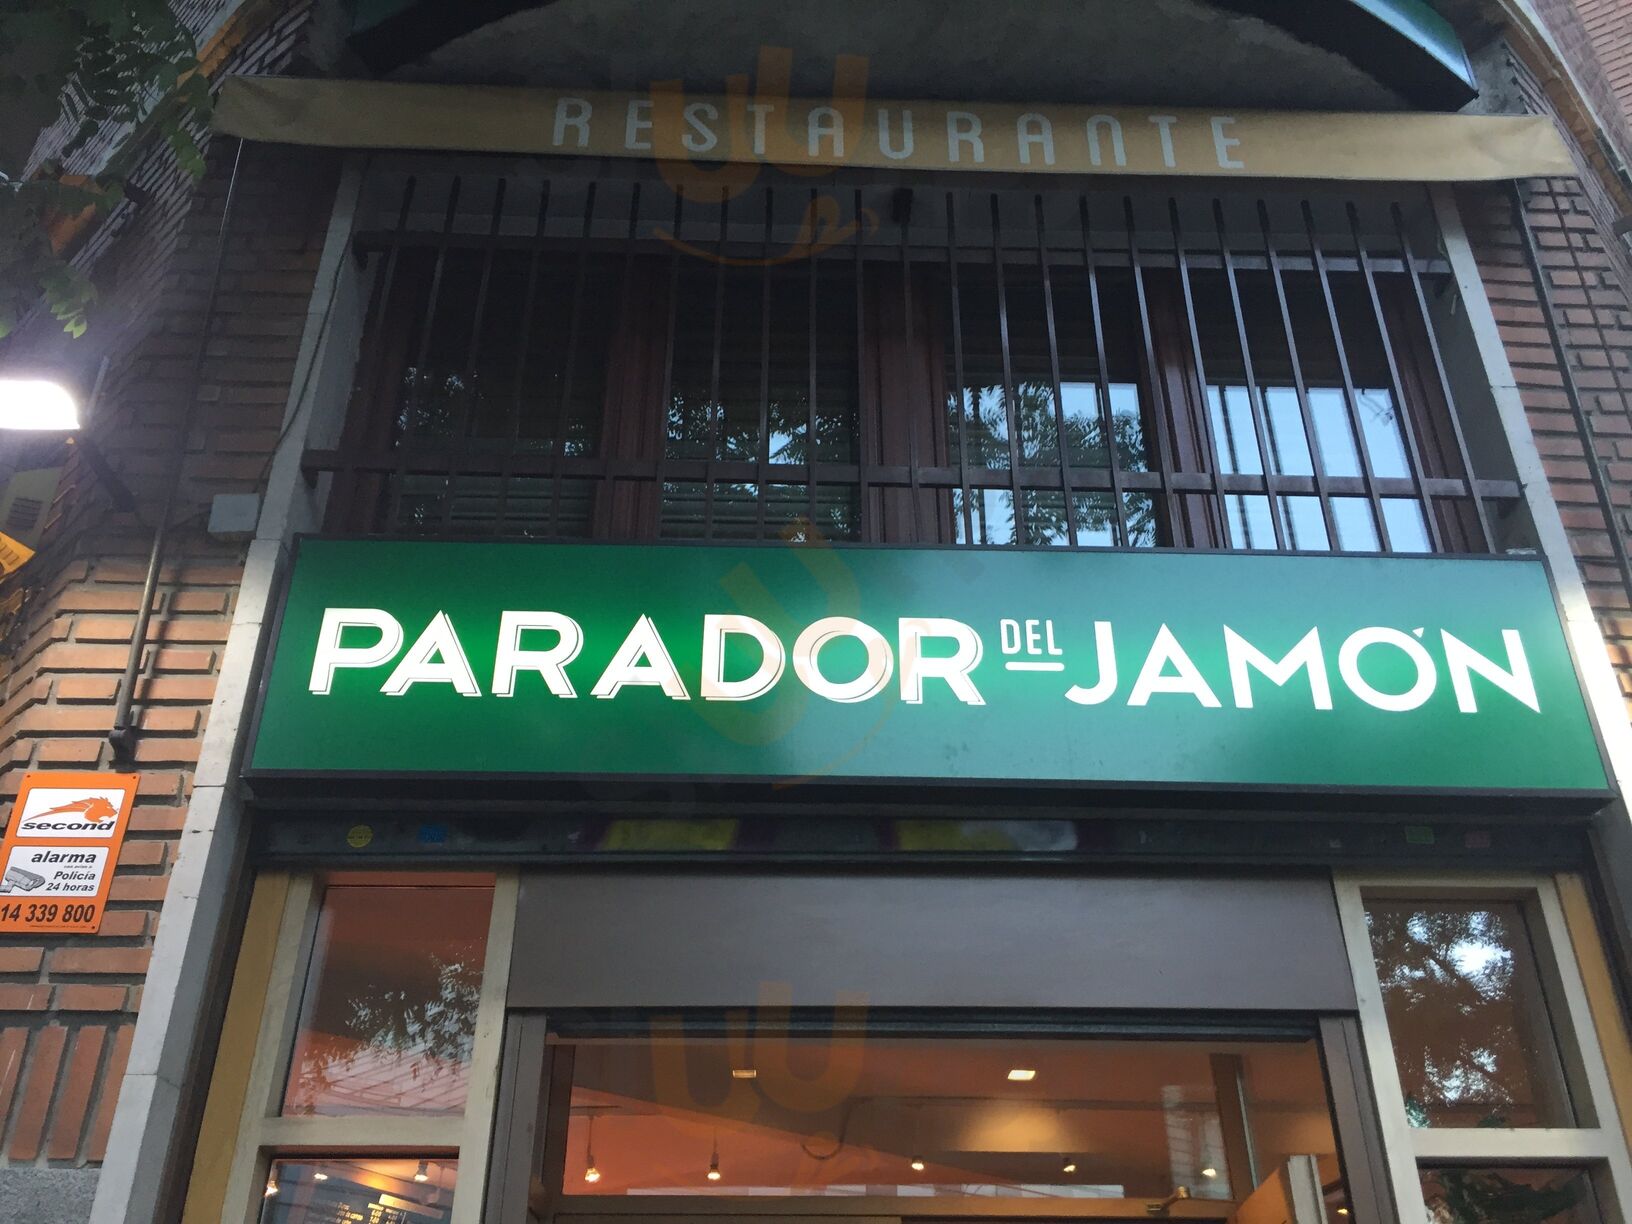 RESTAURANTE
PARADOR DEL JAMÓN
second
alarma
Policía
24 horas
14 339 800